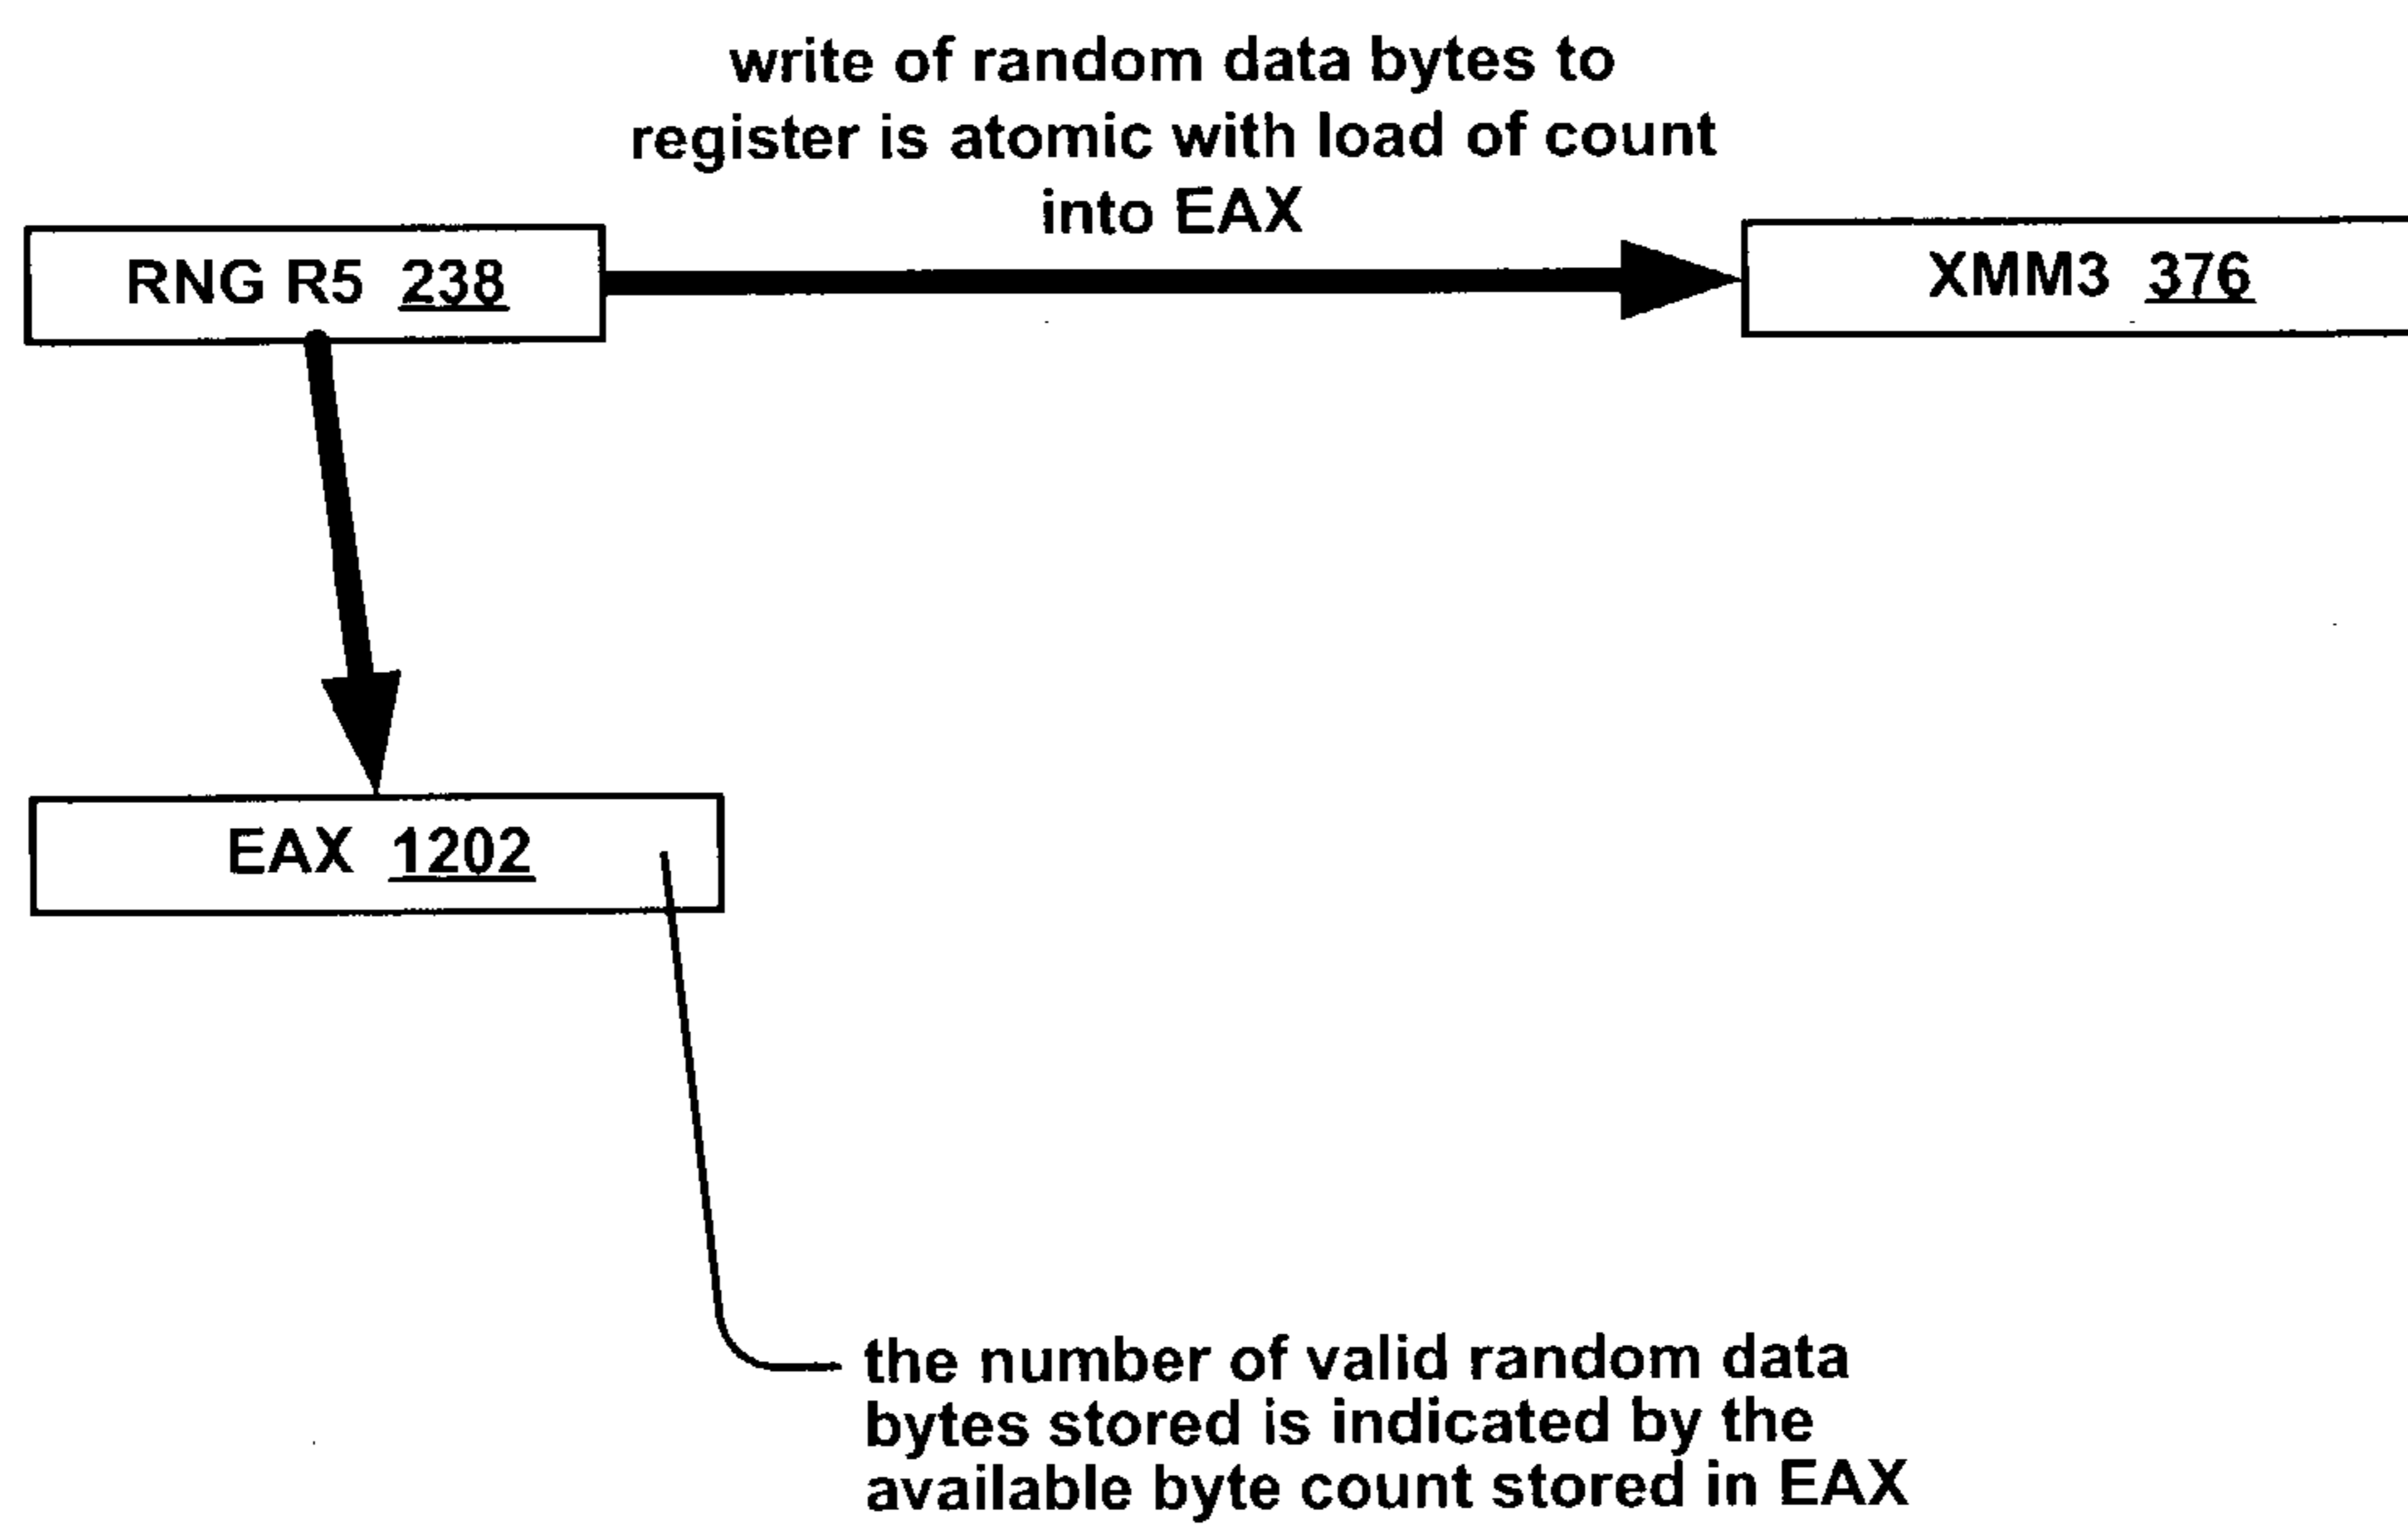 write of random data bytes to
register is atomic with load of count
into EAX
RNG R5 238
XMM3 376
EAX 1202
the number of valid random data
bytes stored is indicated by the
available byte count stored in EAX